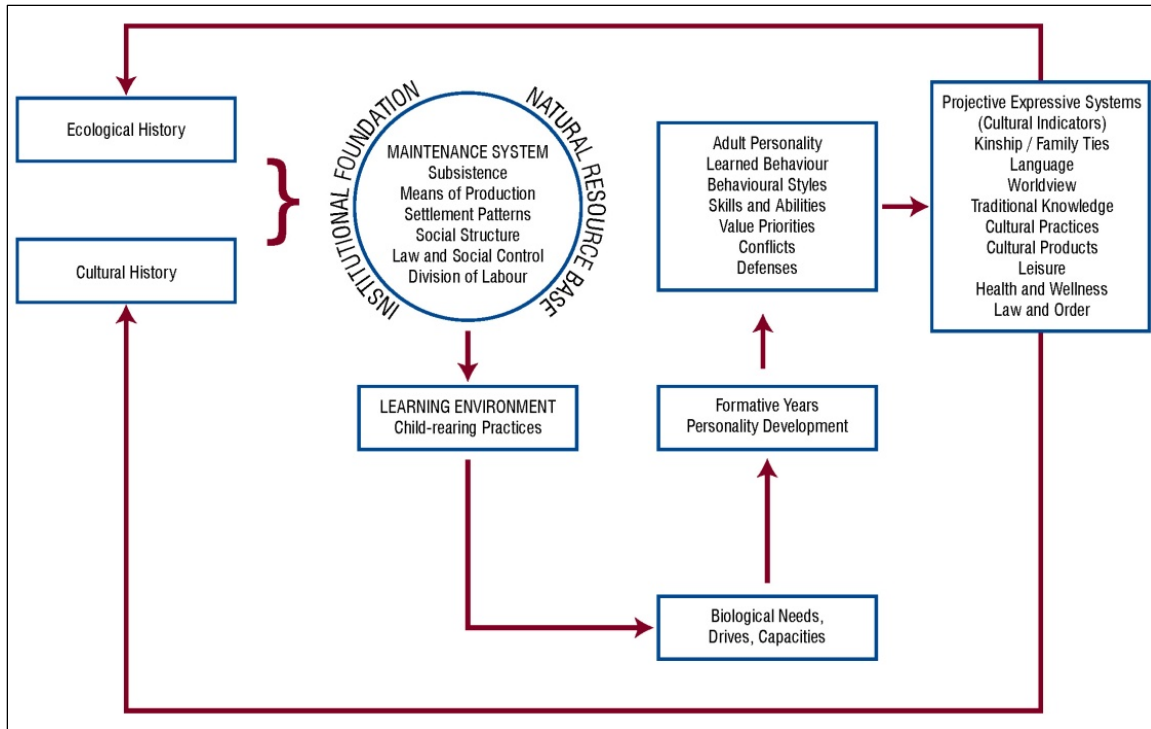 Ecological History
Cultural History
INSTITUTIONAL FOUNDATION
NATURAL RESOURCE BASE
MAINTENANCE SYSTEM
Subsistence
Means of Production
Settlement Patterns
Social Structure
Law and Social Control
Division of Labour
LEARNING ENVIRONMENT
Child-rearing Practices
Biological Needs,
Drives, Capacities
Formative Years
Personality Development
Adult Personality
Learned Behaviour
Behavioural Styles
Skills and Abilities
Value Priorities
Conflicts
Defenses
Projective Expressive Systems
(Cultural Indicators)
Kinship / Family Ties
Language
Worldview
Traditional Knowledge
Cultural Practices
Cultural Products
Leisure
Health and Wellness
Law and Order